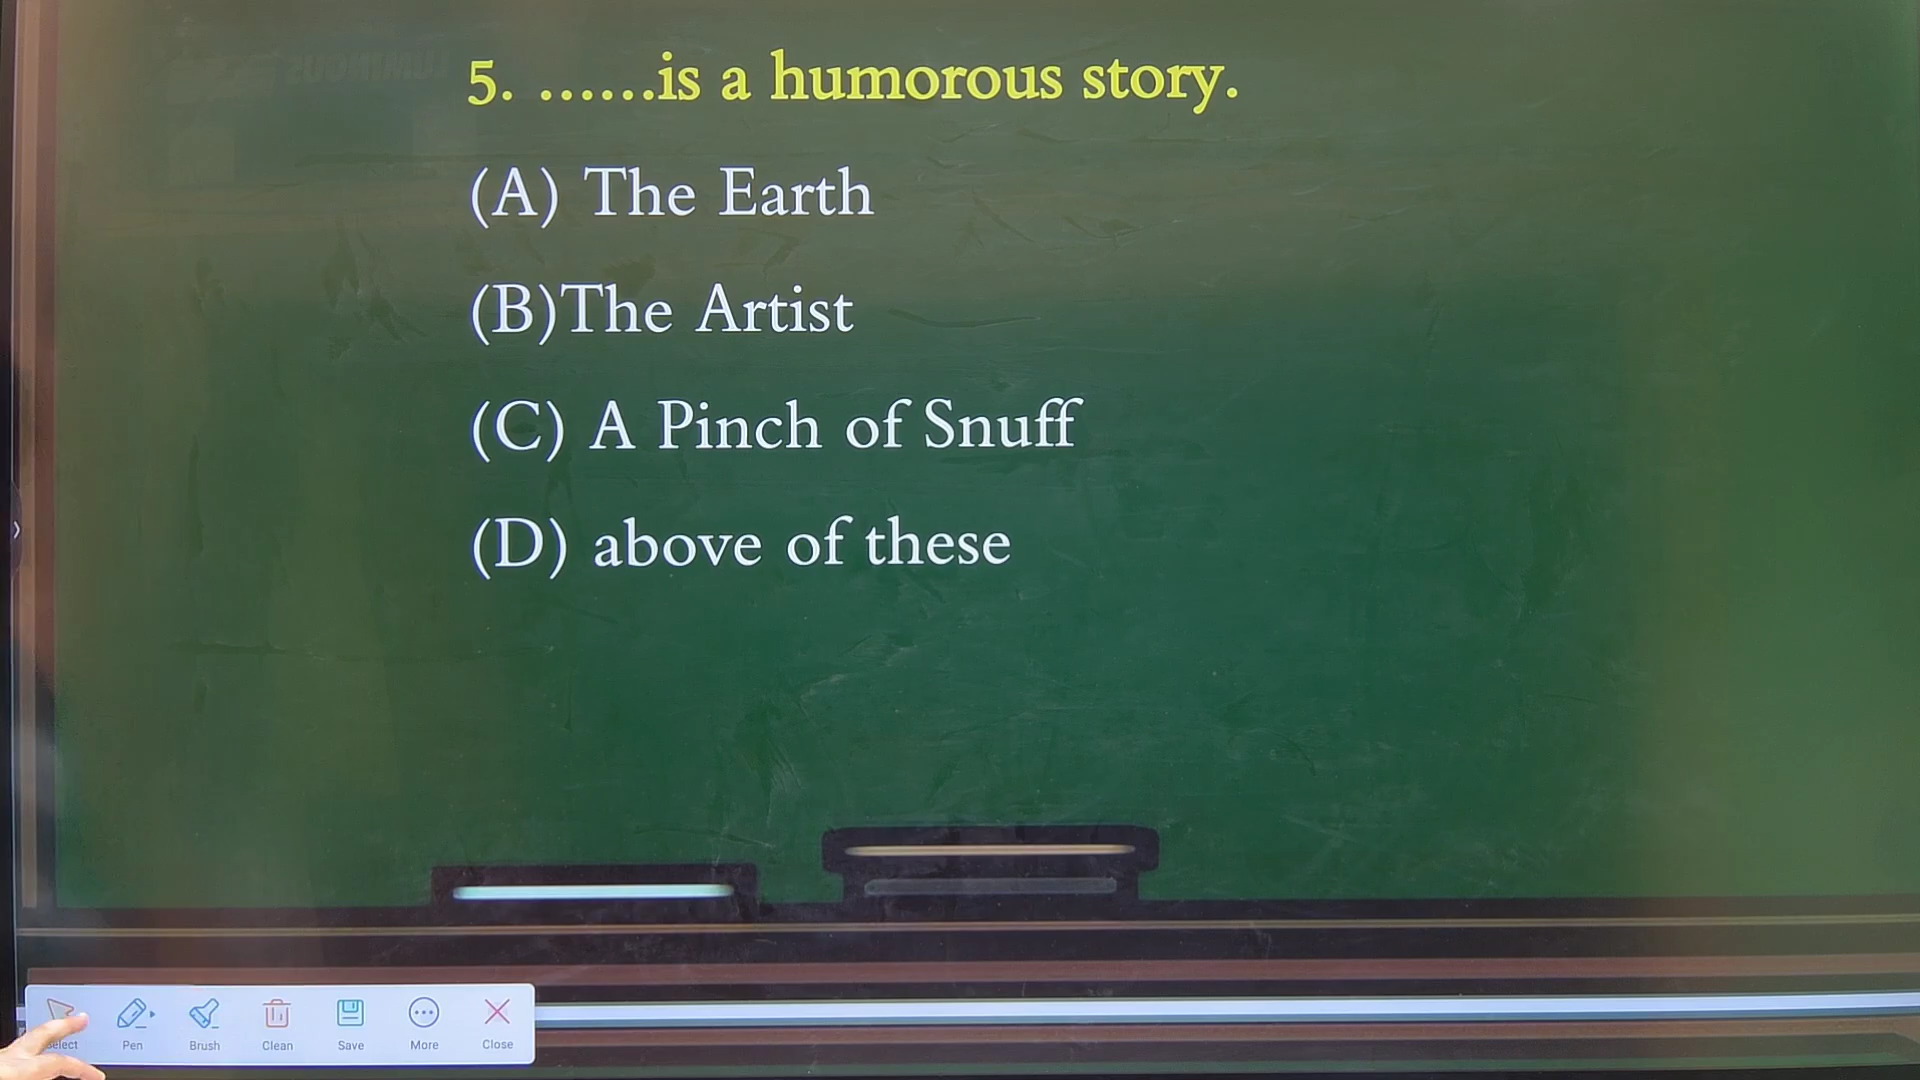 5. ......is a humorous story.
(A) The Earth
(B)The Artist
(C) A Pinch of Snuff
(D) above of these
Select Pen Brush Clean Save More Close